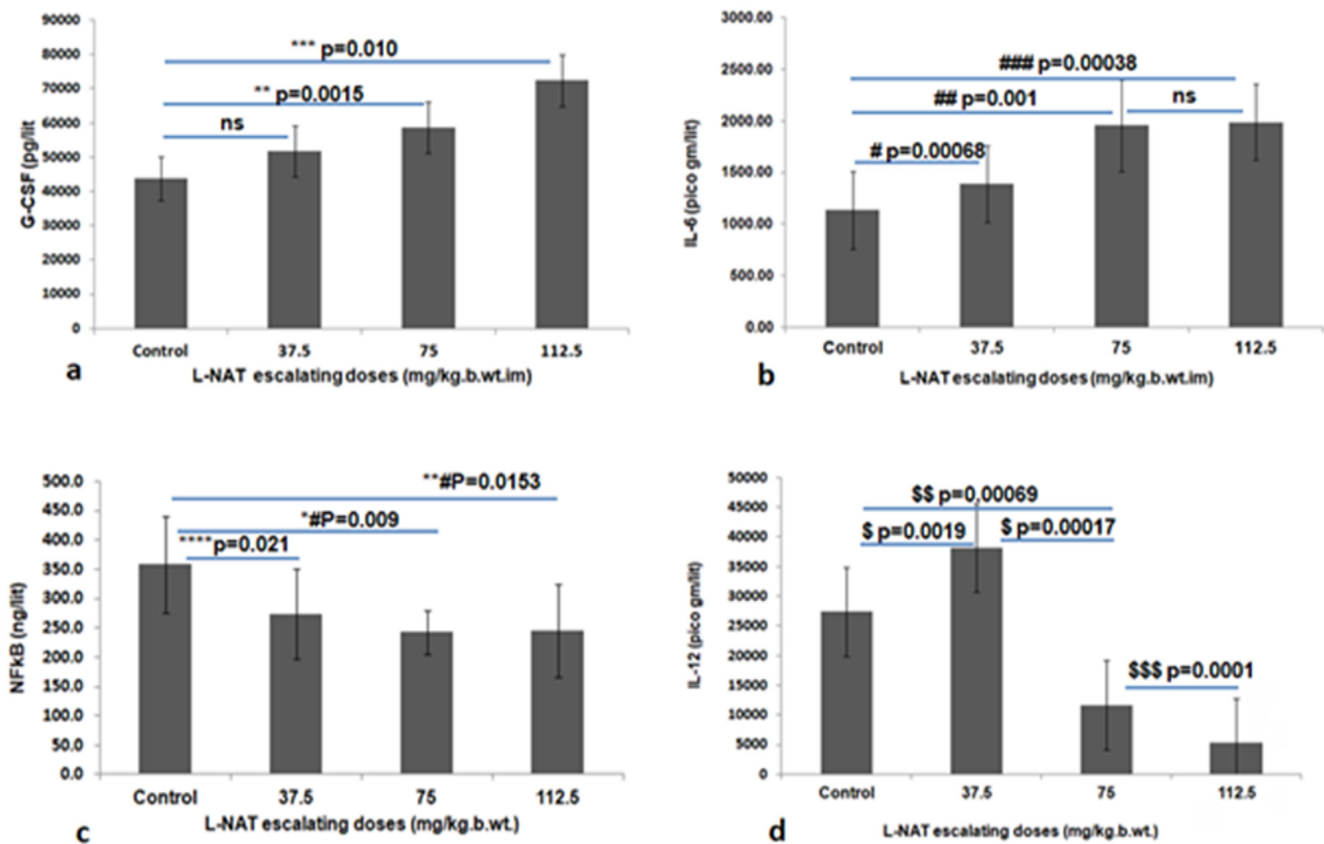 90000
80000
70000
60000
50000
40000
30000
20000
10000
0
G-CSF (pg/lit)
*** p=0.010
** p=0.0015
ns
Control 37.5 75 112.5
L-NAT escalating doses (mg/kg.b.wt.im)
a
3000.00
2500.00
2000.00
1500.00
1000.00
500.00
0.00
IL-6 (pico gm/lit)
### p=0.00038
## p=0.001
ns
# p=0.00068
Control 37.5 75 112.5
L-NAT escalating doses (mg/kg.b.wt.im)
b
500.0
450.0
400.0
350.0
300.0
250.0
200.0
150.0
100.0
50.0
0.0
NFkB (ng/lit)
**#P=0.0153
*#P=0.009
****p=0.021
Control 37.5 75 112.5
L-NAT escalating doses (mg/kg.b.wt.)
c
50000
45000
40000
35000
30000
25000
20000
15000
10000
5000
0
IL-12 (pico gm/lit)
$$ p=0.00069
$ p=0.0019 $ p=0.00017
$$$ p=0.0001
Control 37.5 75 112.5
L-NAT escalating doses (mg/kg.b.wt.)
d